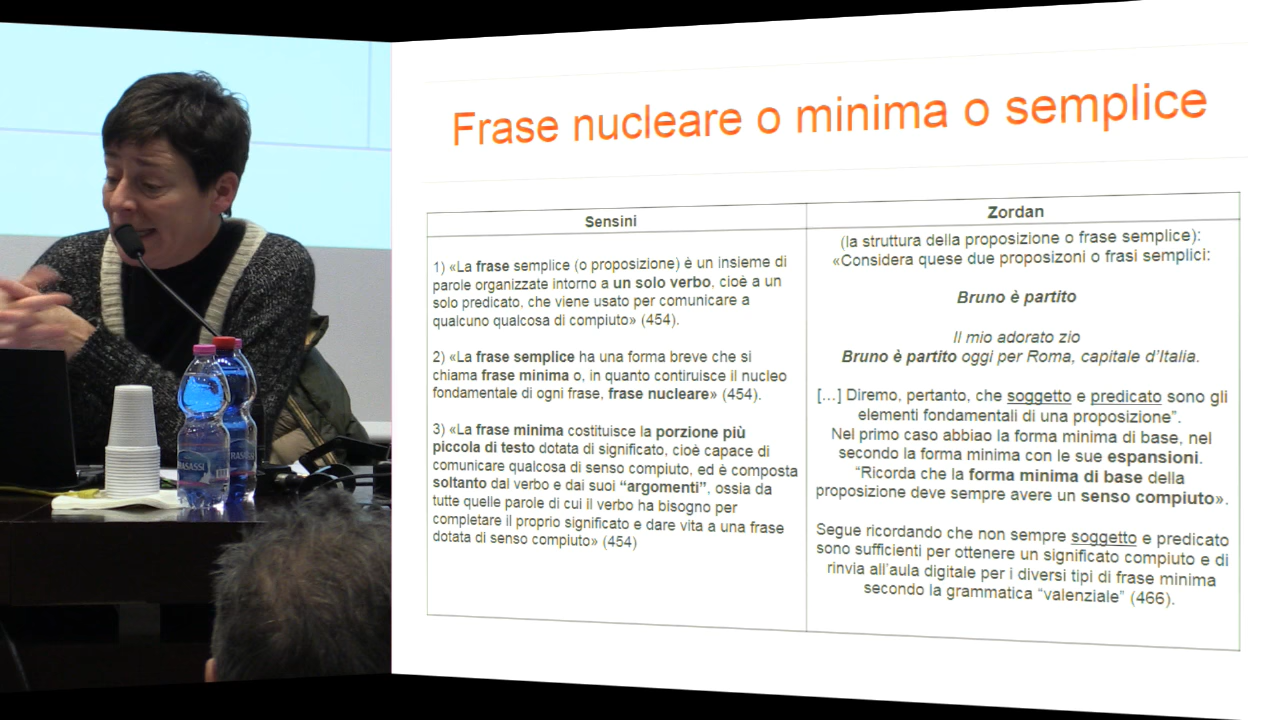 Frase nucleare o minima o semplice
Sensini
1) «La frase semplice (o proposizione) è un insieme di
parole organizzate intorno a un solo verbo, cioè a un
solo predicato, che viene usato per comunicare a
qualcuno qualcosa di compiuto» (454).
2) «La frase semplice ha una forma breve che si
chiama frase minima o, in quanto contiruisce il nucleo
fondamentale di ogni frase, frase nucleare» (454).
3) «La frase minima costituisce la porzione più
piccola di testo dotata di significato, cioè capace di
comunicare qualcosa di senso compiuto, ed è composta
soltanto dal verbo e dai suoi “argomenti”, ossia da
tutte quelle parole di cui il verbo ha bisogno per
completare il proprio significato e dare vita a una frase
dotata di senso compiuto» (454)
Zordan
(la struttura della proposizione o frase semplice):
«Considera quese due proposizoni o frasi semplici:
Bruno è partito
Il mio adorato zio
Bruno è partito oggi per Roma, capitale d’Italia.
[…] Diremo, pertanto, che soggetto e predicato sono gli
elementi fondamentali di una proposizione”.
Nel primo caso abbiao la forma minima di base, nel
secondo la forma minima con le sue espansioni.
“Ricorda che la forma minima di base della
proposizione deve sempre avere un senso compiuto».
Segue ricordando che non sempre soggetto e predicato
sono sufficienti per ottenere un significato compiuto e di
rinvia all’aula digitale per i diversi tipi di frase minima
secondo la grammatica “valenziale” (466).